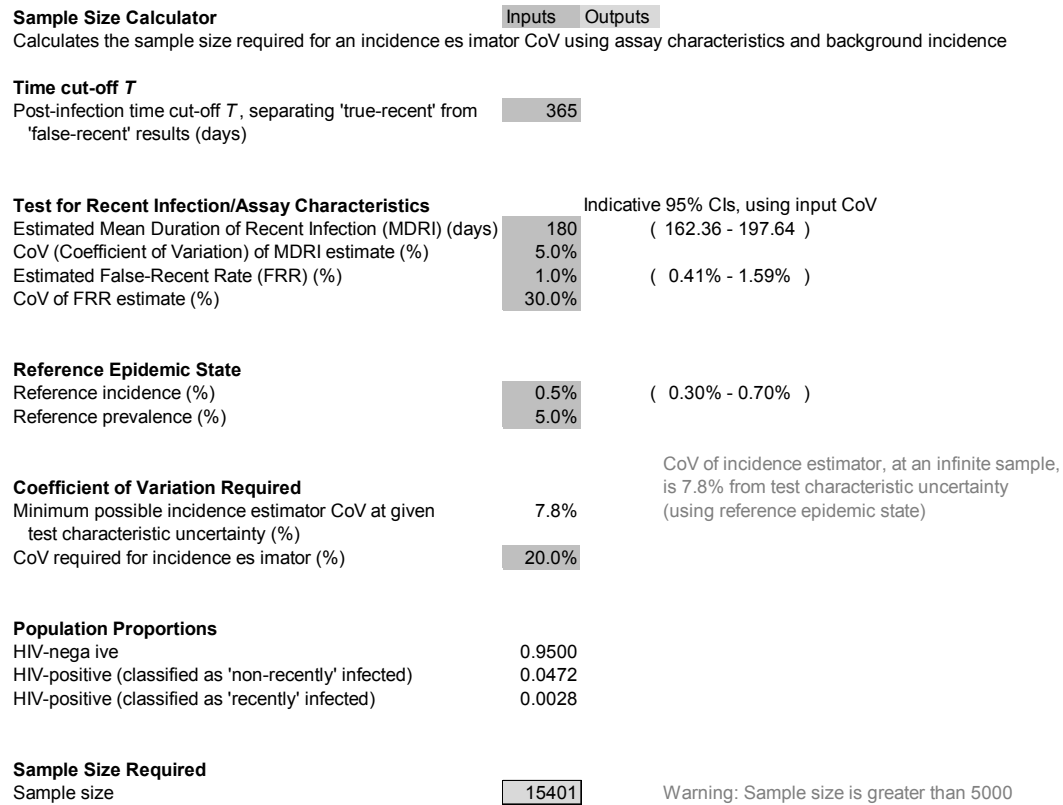 Sample Size Calculator Inputs Outputs
Calculates the sample size required for an incidence es imator CoV using assay characteristics and background incidence
Time cut-off T
Post-infection time cut-off T, separating 'true-recent' from 365
'false-recent' results (days)
Test for Recent Infection/Assay Characteristics Indicative 95% CIs, using input CoV
Estimated Mean Duration of Recent Infection (MDRI) (days) 180 ( 162.36 - 197.64 )
CoV (Coefficient of Variation) of MDRI estimate (%) 5.0%
Estimated False-Recent Rate (FRR) (%) 1.0% ( 0.41% - 1.59% )
CoV of FRR estimate (%) 30.0%
Reference Epidemic State
Reference incidence (%) 0.5% ( 0.30% - 0.70% )
Reference prevalence (%) 5.0%
CoV of incidence estimator, at an infinite sample,
Coefficient of Variation Required is 7.8% from test characteristic uncertainty
Minimum possible incidence estimator CoV at given 7.8% (using reference epidemic state)
test characteristic uncertainty (%)
CoV required for incidence es imator (%) 20.0%
Population Proportions
HIV-nega ive 0.9500
HIV-positive (classified as 'non-recently' infected) 0.0472
HIV-positive (classified as 'recently' infected) 0.0028
Sample Size Required
Sample size 15401 Warning: Sample size is greater than 5000